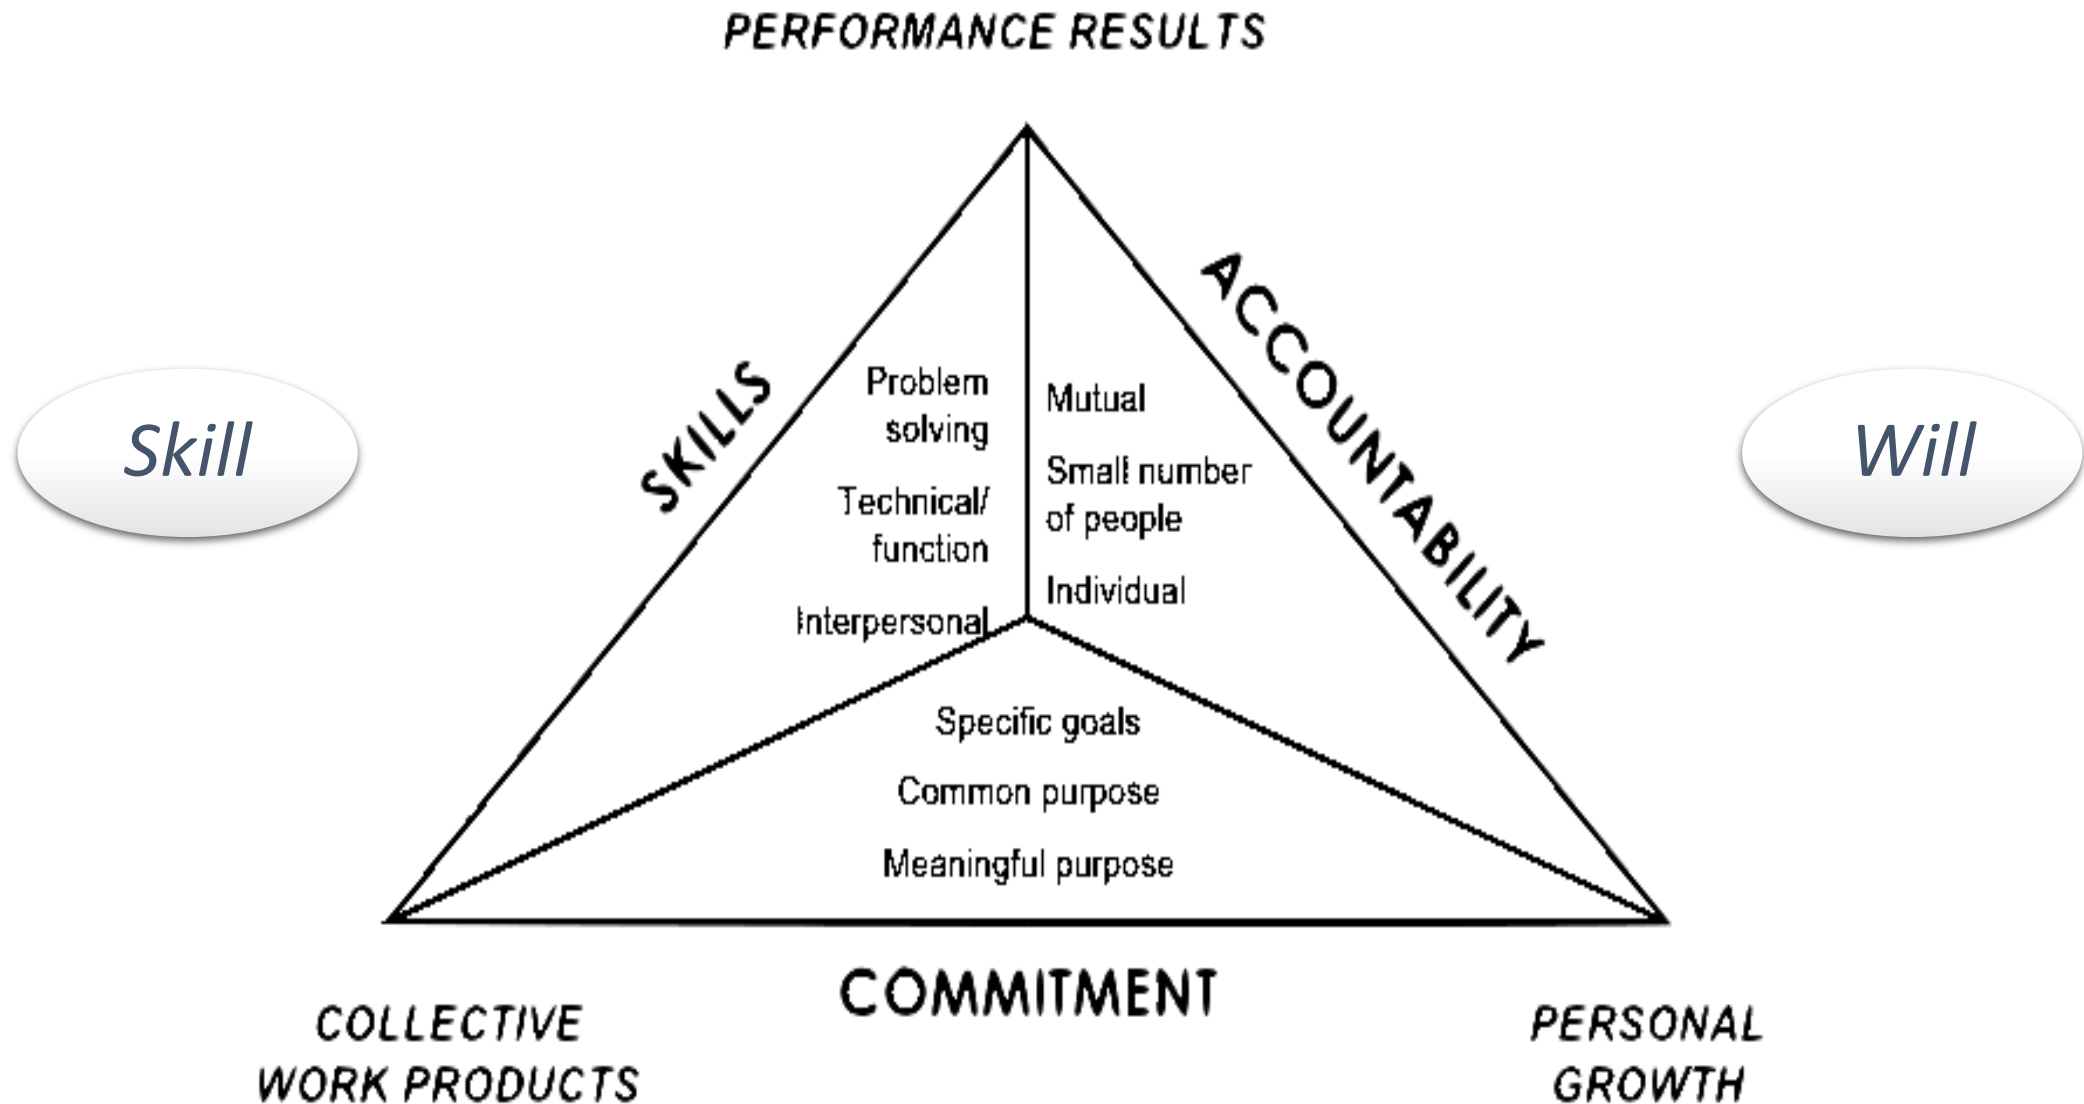 PERFORMANCE RESULTS
ACCOUNTABILITY
SKILLS
Skill
Will
Problem
solving
Technical/
function
Interpersonal
Mutual
Small number
of people
Individual
Specific goals
Common purpose
Meaningful purpose
COMMITMENT
COLLECTIVE
WORK PRODUCTS
PERSONAL
GROWTH